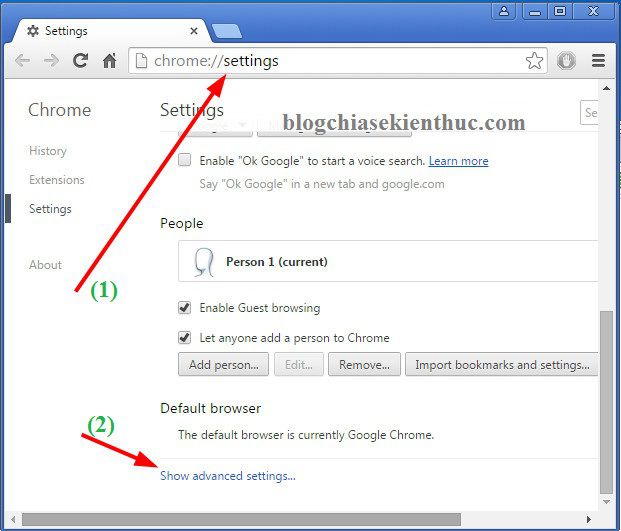 Settings
chrome://settings
Chrome
Settings
blogchiasekienthuc.com
Se
History
Enable "Ok Google" to start a voice search. Learn more
Extensions
Say "Ok Google" in a new tab and google.com
Settings
People
About
Person 1 (current)
(1)
Enable Guest browsing
Let anyone add a person to Chrome
Add person...
Edit...
Remove...
Import bookmarks and settings...
Default browser
(2)
The default browser is currently Google Chrome.
Show advanced settings...